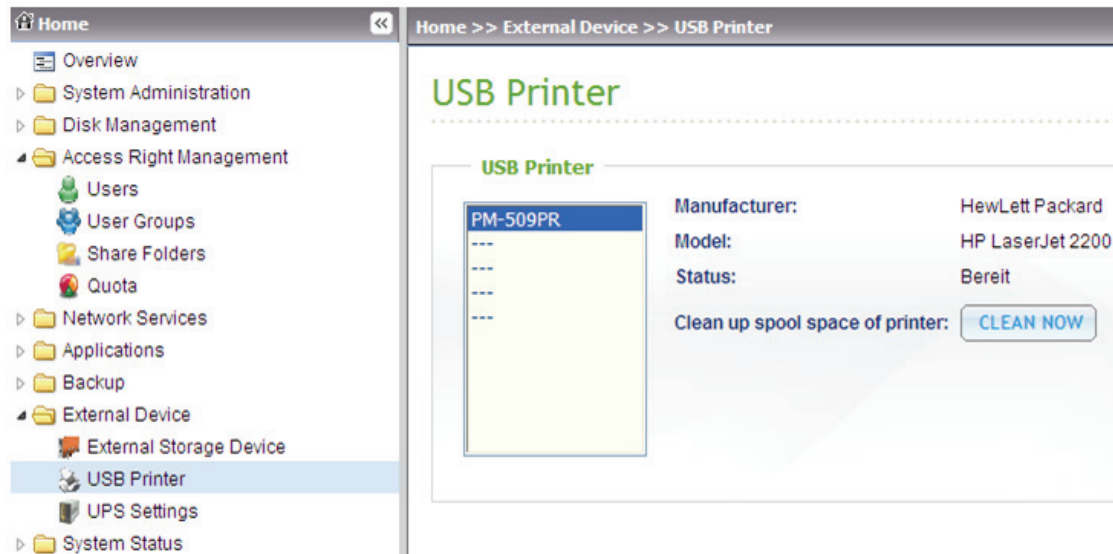 Home
Overview
System Administration
Disk Management
Access Right Management
Users
User Groups
Share Folders
Quota
Network Services
Applications
Backup
External Device
External Storage Device
USB Printer
UPS Settings
System Status
Home >> External Device >> USB Printer
USB Printer
USB Printer
PM-509PR
---
---
---
---
Manufacturer: HewLett Packard
Model: HP LaserJet 2200
Status: Bereit
Clean up spool space of printer: CLEAN NOW